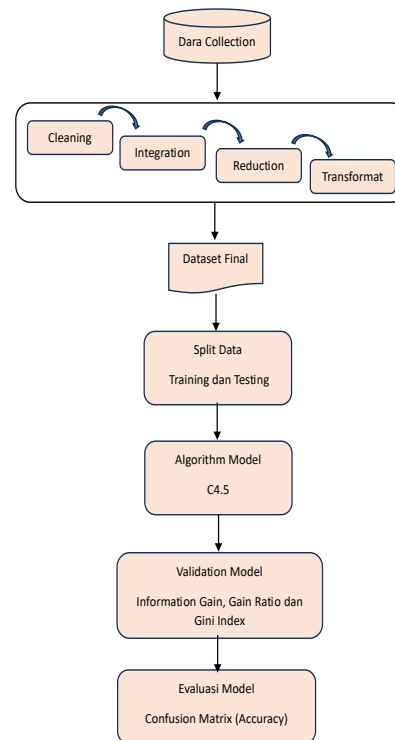 Dara Collection
Cleaning
Integration
Reduction
Transformat
Dataset Final
Split Data
Training dan Testing
Algorithm Model
C4.5
Validation Model
Information Gain, Gain Ratio dan
Gini Index
Evaluasi Model
Confusion Matrix (Accuracy)